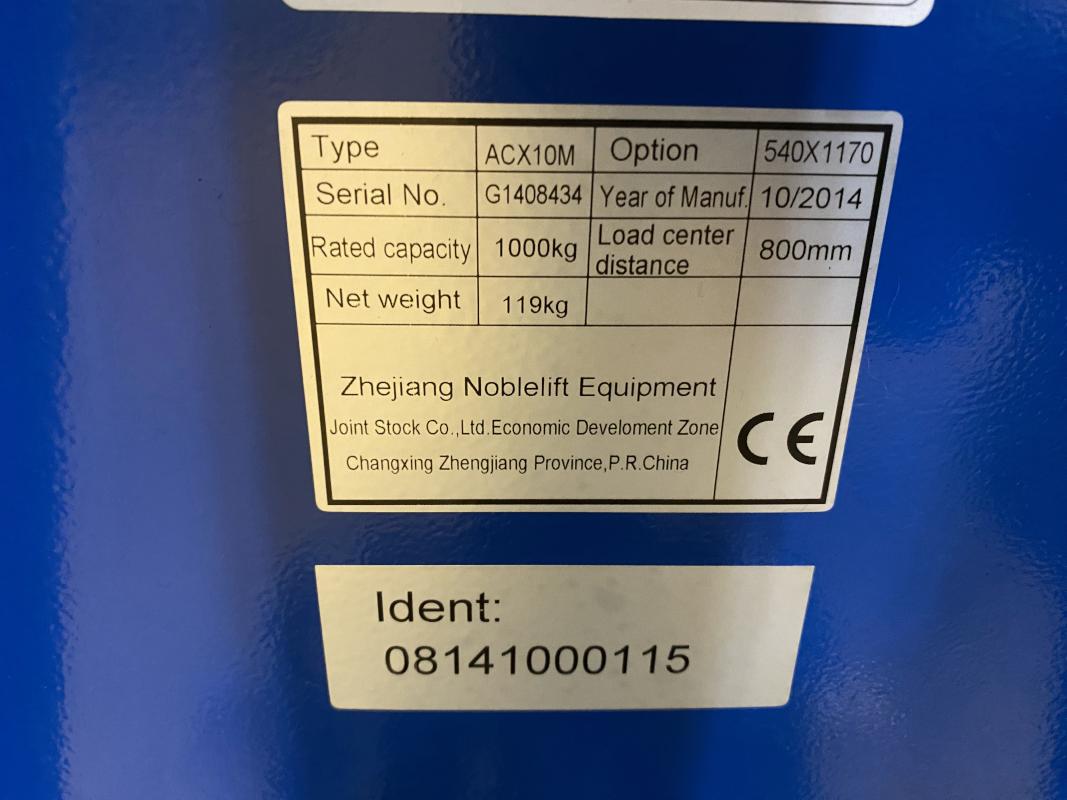 Type ACX10M Option 540X1170
Serial No. G1408434 Year of Manuf. 10/2014
Rated capacity 1000kg Load center distance 800mm
Net weight 119kg
Zhejiang Noblelift Equipment
Joint Stock Co.,Ltd.Economic Develoment Zone
Changxing Zhengjiang Province,P.R.China
CE
Ident:
08141000115